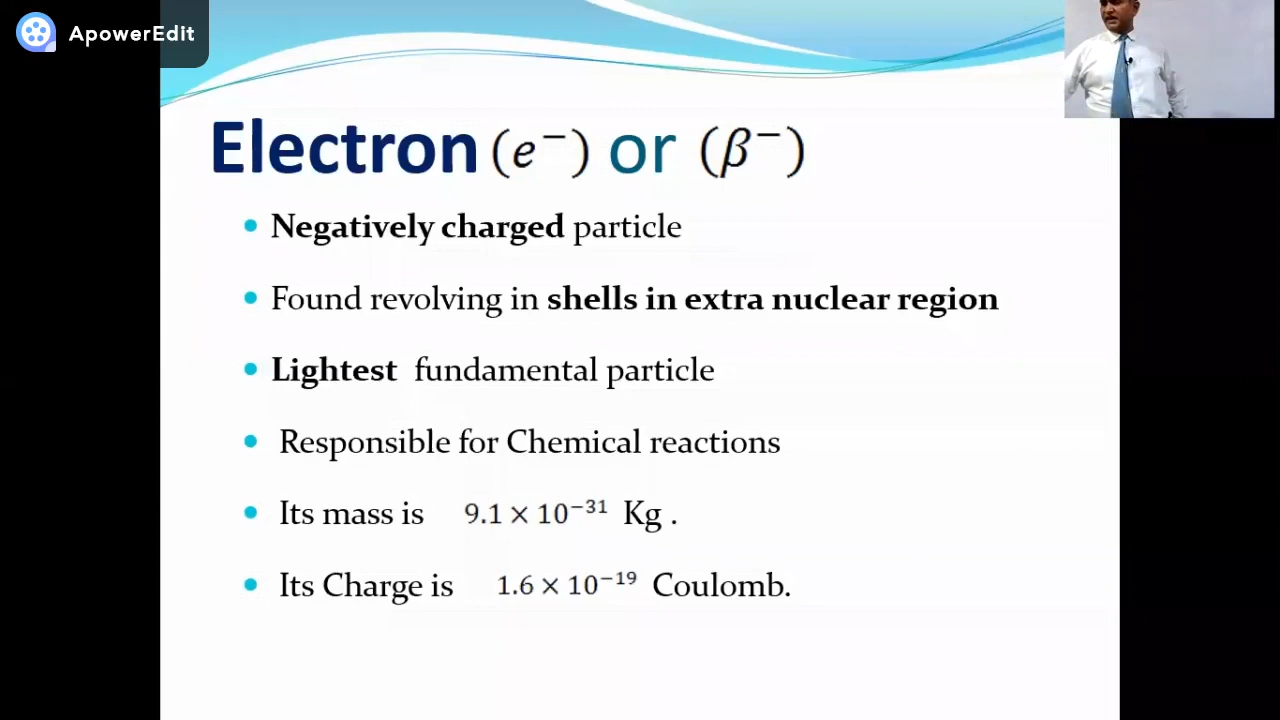 ApowerEdit
Electron (e⁻) or (β⁻)
• Negatively charged particle
• Found revolving in shells in extra nuclear region
• Lightest fundamental particle
• Responsible for Chemical reactions
• Its mass is 9.1 × 10⁻³¹ Kg .
• Its Charge is 1.6 × 10⁻¹⁹ Coulomb.